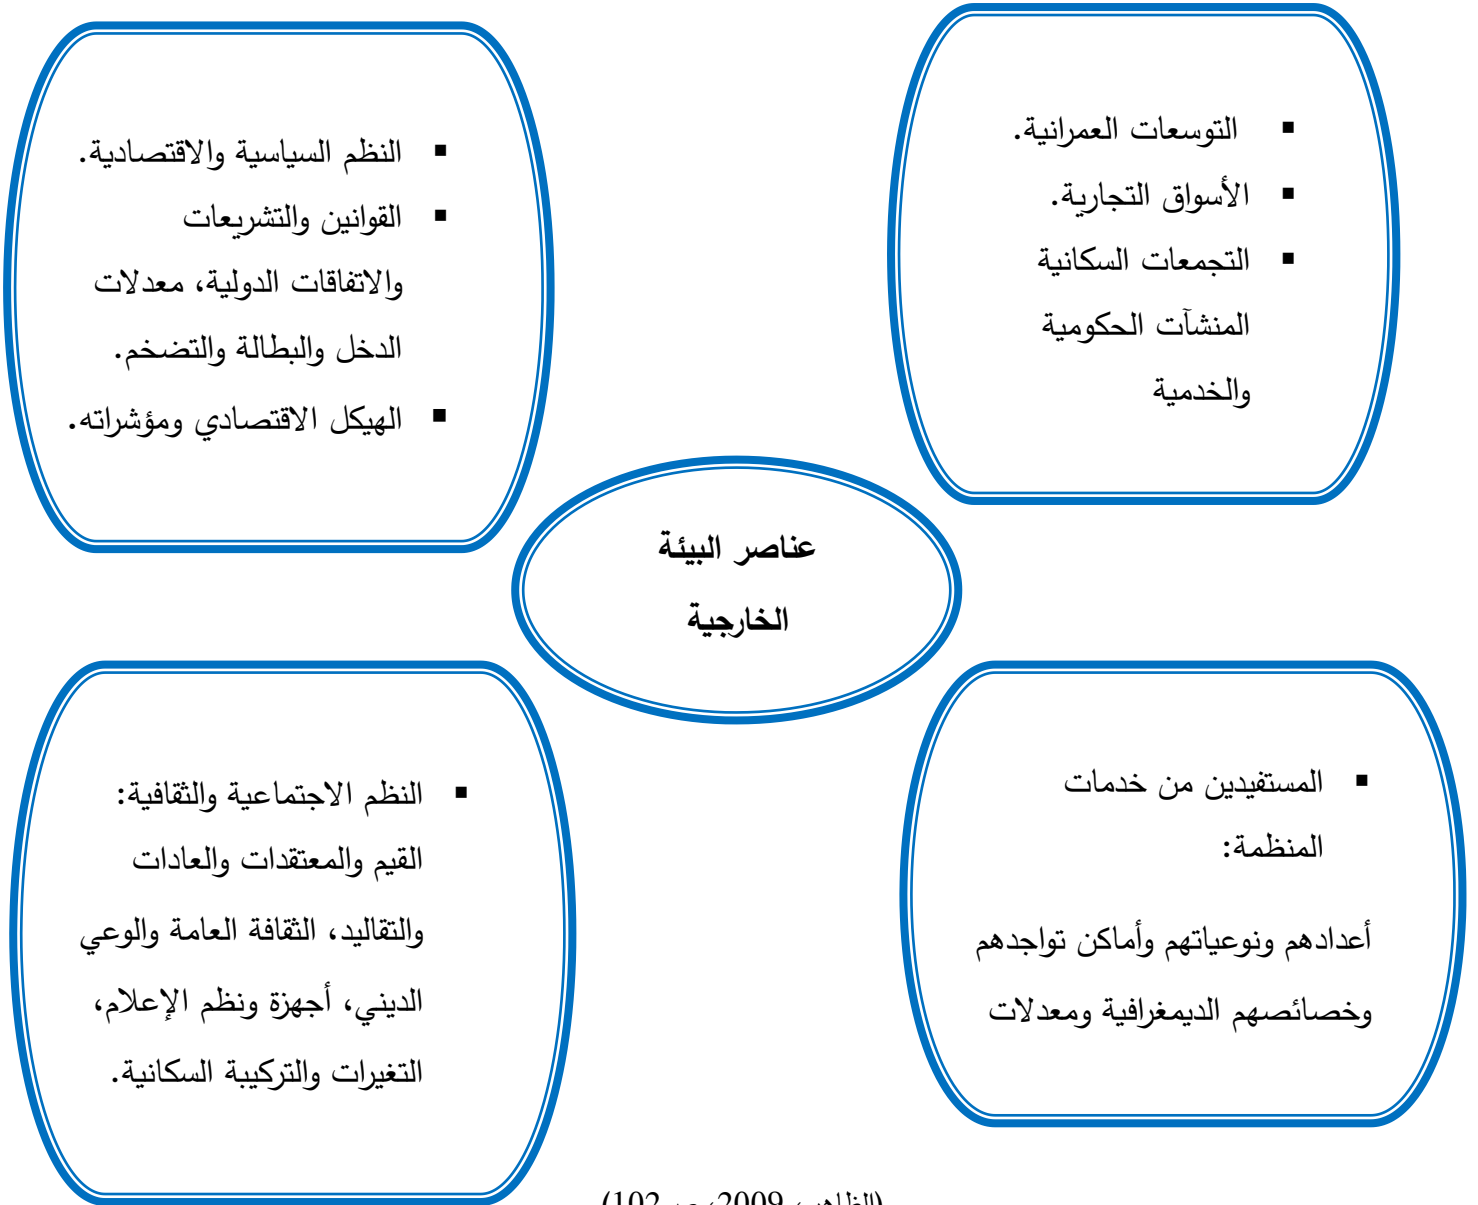 ▪ التوسعات العمرانية.
▪ الأسواق التجارية.
▪ التجمعات السكانية
المنشآت الحكومية
والخدمية
▪ النظم السياسية والاقتصادية.
▪ القوانين والتشريعات
والاتفاقات الدولية، معدلات
الدخل والبطالة والتضخم.
▪ الهيكل الاقتصادي ومؤشراته.
عناصر البيئة
الخارجية
▪ المستفيدين من خدمات
المنظمة:
أعدادهم ونوعياتهم وأماكن تواجدهم
وخصائصهم الديمغرافية ومعدلات
▪ النظم الاجتماعية والثقافية:
القيم والمعتقدات والعادات
والتقاليد، الثقافة العامة والوعي
الديني، أجهزة ونظم الإعلام،
التغيرات والتركيبة السكانية.
2009، 102)